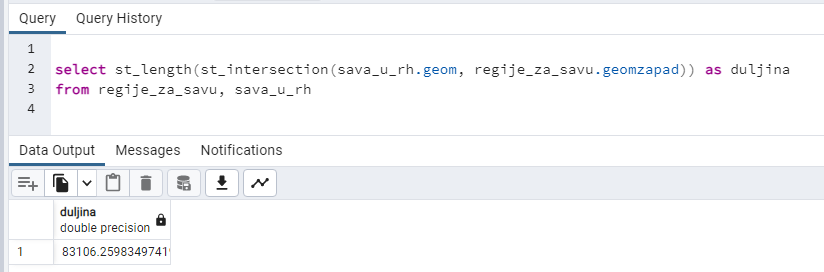 Query Query History
1
2 select st_length(st_intersection(sava_u_rh.geom, regije_za_savu.geomzapad)) as duljina
3 from regije_za_savu, sava_u_rh
4
Data Output Messages Notifications
duljina
double precision
1 83106.2598349741